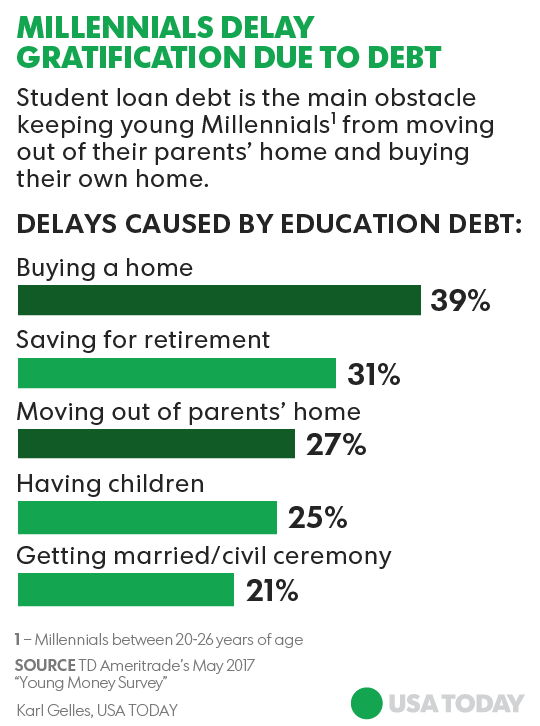 MILLENNIALS DELAY
GRATIFICATION DUE TO DEBT
Student loan debt is the main obstacle
keeping young Millennials¹ from moving
out of their parents’ home and buying
their own home.
DELAYS CAUSED BY EDUCATION DEBT:
Buying a home
39%
Saving for retirement
31%
Moving out of parents’ home
27%
Having children
25%
Getting married/civil ceremony
21%
1 – Millennials between 20-26 years of age
SOURCE TD Ameritrade’s May 2017
“Young Money Survey”
Karl Gelles, USA TODAY
USA TODAY